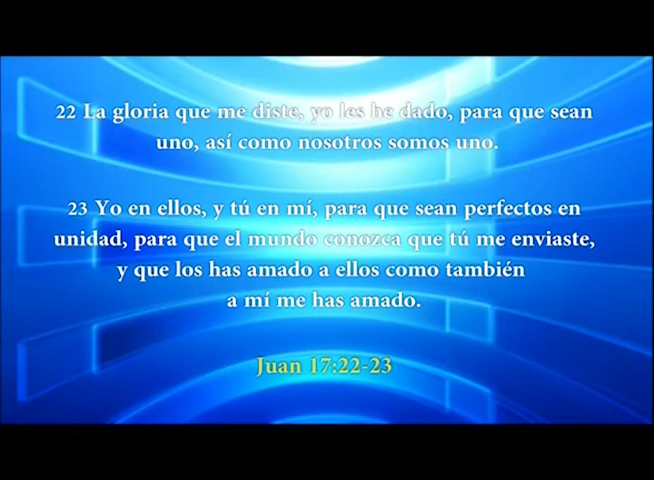 22 La gloria que me diste, yo les he dado, para que sean
uno, así como nosotros somos uno.
23 Yo en ellos, y tú en mí, para que sean perfectos en
unidad, para que el mundo conozca que tú me enviaste,
y que los has amado a ellos como también
a mí me has amado.
Juan 17:22-23